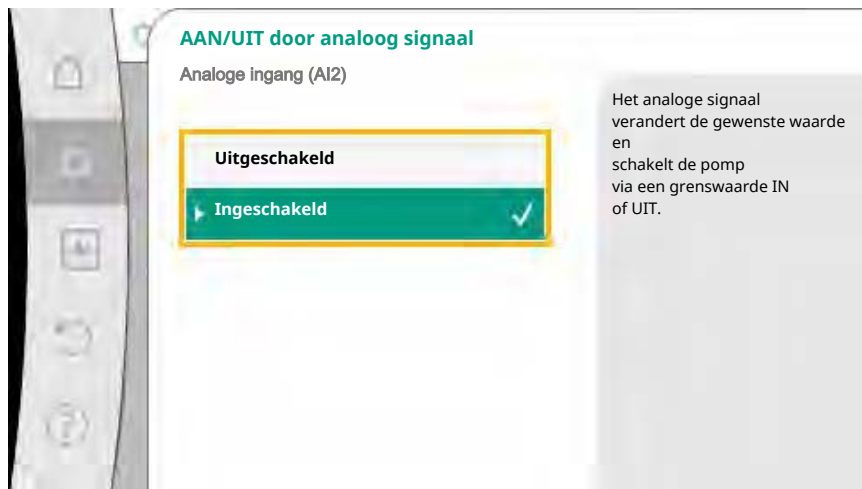 AAN/UIT door analoog signaal
Analoge ingang (AI2)
Uitgeschakeld
Ingeschakeld
Het analoge signaal
verandert de gewenste waarde
en
schakelt de pomp
via een grenswaarde IN
of UIT.